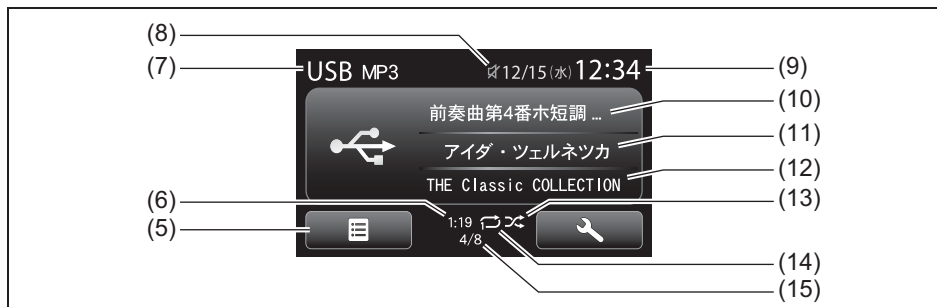 (8)
(7) USB MP3 12/15(水)12:34 (9)
前奏曲第4番ホ短調 … (10)
アイダ・ツェルネツカ (11)
THE Classic COLLECTION (12)
(6) 1:19 (13)
(5)
4/8 (14)
(15)